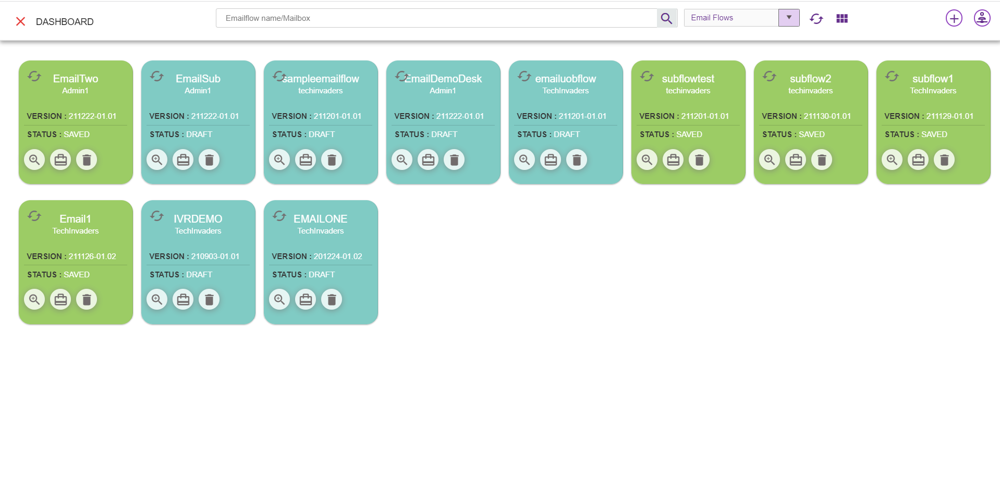 DASHBOARD
Emailflow name/Mailbox
Email Flows
EmailTwo
Admin1
VERSION : 211222-01.01
STATUS : SAVED
EmailSub
Admin1
VERSION : 211222-01.01
STATUS : DRAFT
sampleemailflow
techinvaders
VERSION : 211201-01.01
STATUS : DRAFT
EmailDemoDesk
Admin1
VERSION : 211222-01.01
STATUS : DRAFT
emailuobflow
TechInvaders
VERSION : 211201-01.01
STATUS : DRAFT
subflowtest
techinvaders
VERSION : 211201-01.01
STATUS : SAVED
subflow2
techinvaders
VERSION : 211130-01.01
STATUS : SAVED
subflow1
TechInvaders
VERSION : 211129-01.01
STATUS : SAVED
Email1
TechInvaders
VERSION : 211126-01.02
STATUS : SAVED
IVRDEMO
TechInvaders
VERSION : 210903-01.01
STATUS : DRAFT
EMAILONE
TechInvaders
VERSION : 201224-01.02
STATUS : DRAFT